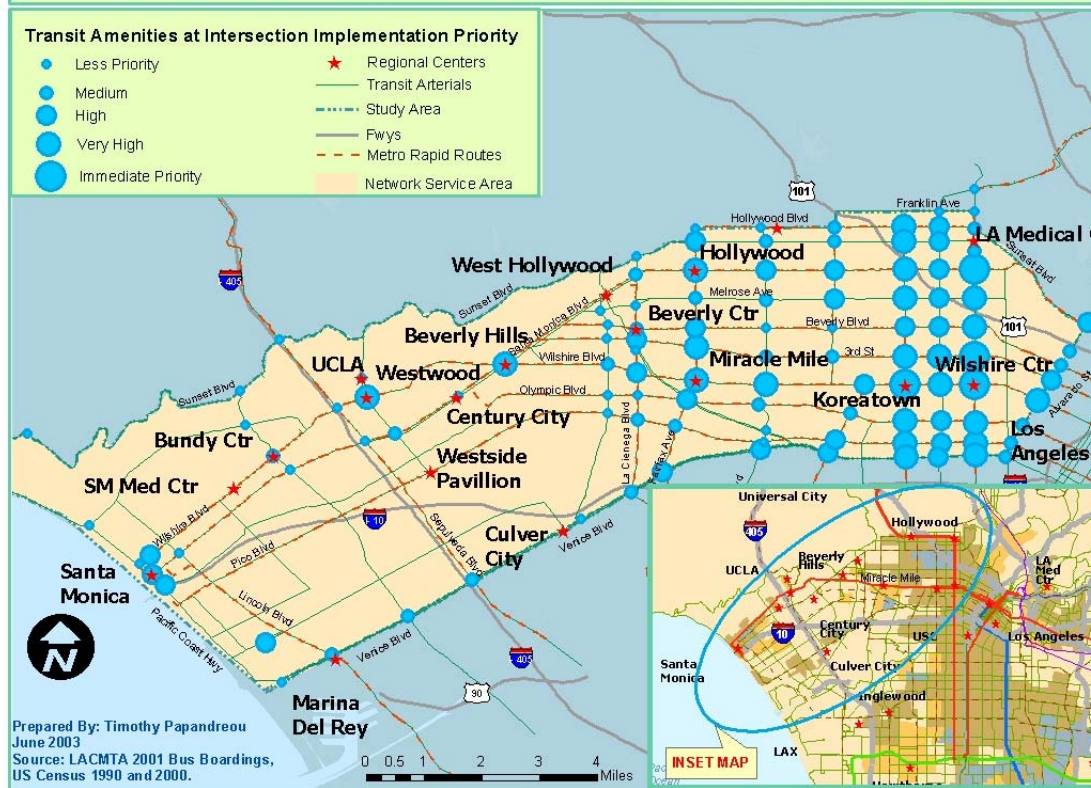 Transit Amenities at Intersection Implementation Priority
Less Priority
Medium
High
Very High
Immediate Priority
Regional Centers
Transit Arterials
Study Area
Fwys
Metro Rapid Routes
Network Service Area
101
Franklin Ave
Hollywood Blvd
LA Medical
Sunset Blvd
West Hollywood
Hollywood
405
Sunset Blvd
Santa Monica Blvd
Melrose Ave
Beverly Ctr
Beverly Blvd
101
Beverly Hills
Wilshire Blvd
Miracle Mile
3rd St
Wilshire Ctr
UCLA
Westwood
Olympic Blvd
Koreatown
Alvarado St
Sunset Blvd
Century City
La Cienega Blvd
Fairfax Ave
Los
Angeles
Bundy Ctr
Westside
Pavillion
SM Med Ctr
Wilshire Blvd
10
Sepulveda Blvd
Culver
City
Venice Blvd
Pico Blvd
Santa
Monica
Lincoln Blvd
Pacific Coast Hwy
N
Venice Blvd
405
90
Marina
Del Rey
Prepared By: Timothy Papandreou
June 2003
Source: LACMTA 2001 Bus Boardings,
US Census 1990 and 2000.
0 0.5 1 2 3 4
Miles
Universal City
405
Hollywood
Beverly
Hills
UCLA
Miracle Mile
LA
Med
Ctr
10
Century
City
USC
Los Angeles
Santa
Monica
Culver City
Inglewood
LAX
INSET MAP